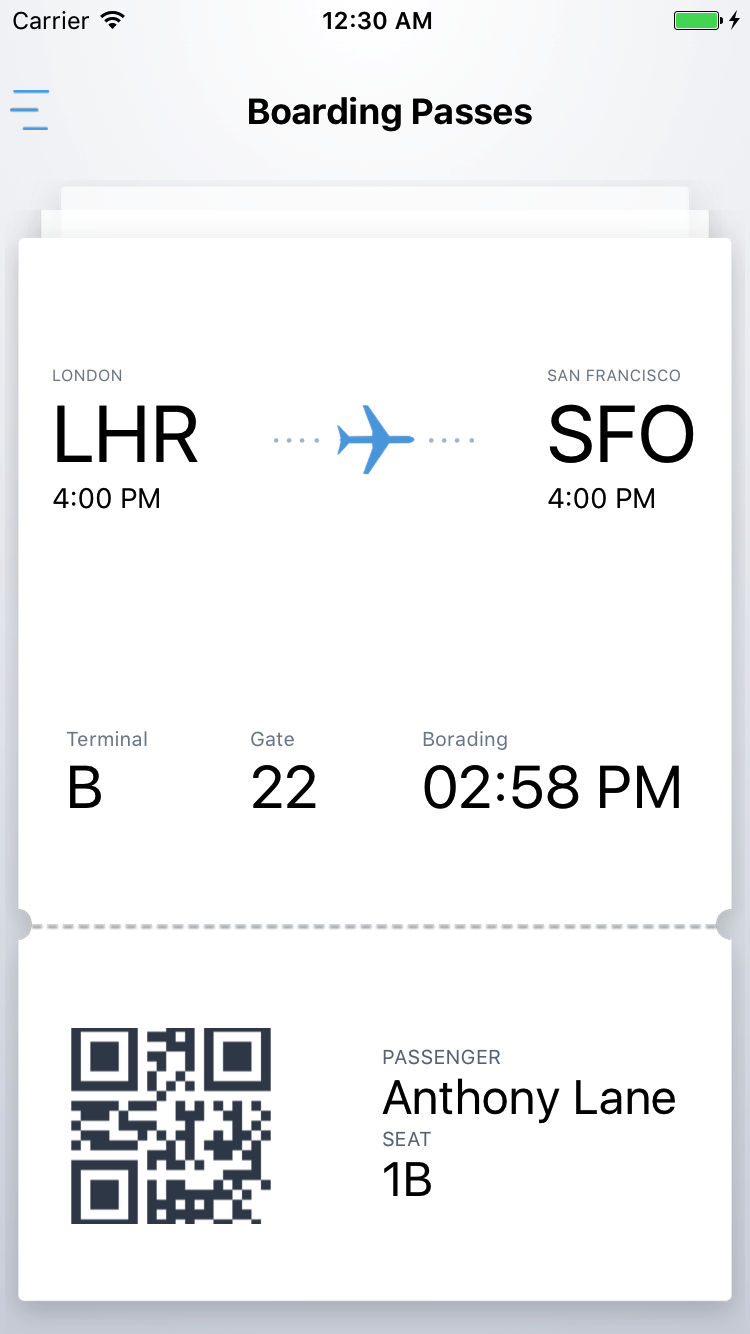 Carrier 12:30 AM
Boarding Passes
LONDON SAN FRANCISCO
LHR SFO
4:00 PM 4:00 PM
Terminal Gate Borading
B 22 02:58 PM
PASSENGER
Anthony Lane
SEAT
1B